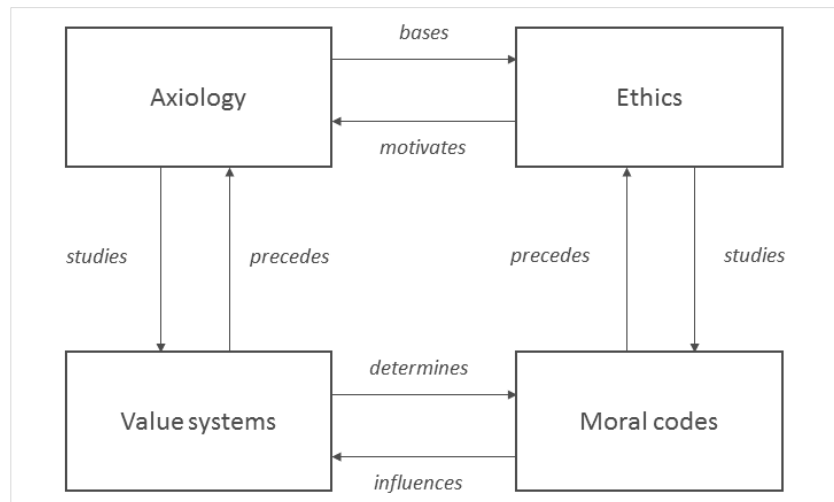 bases
Axiology
Ethics
motivates
studies
precedes
precedes
studies
determines
Value systems
Moral codes
influences